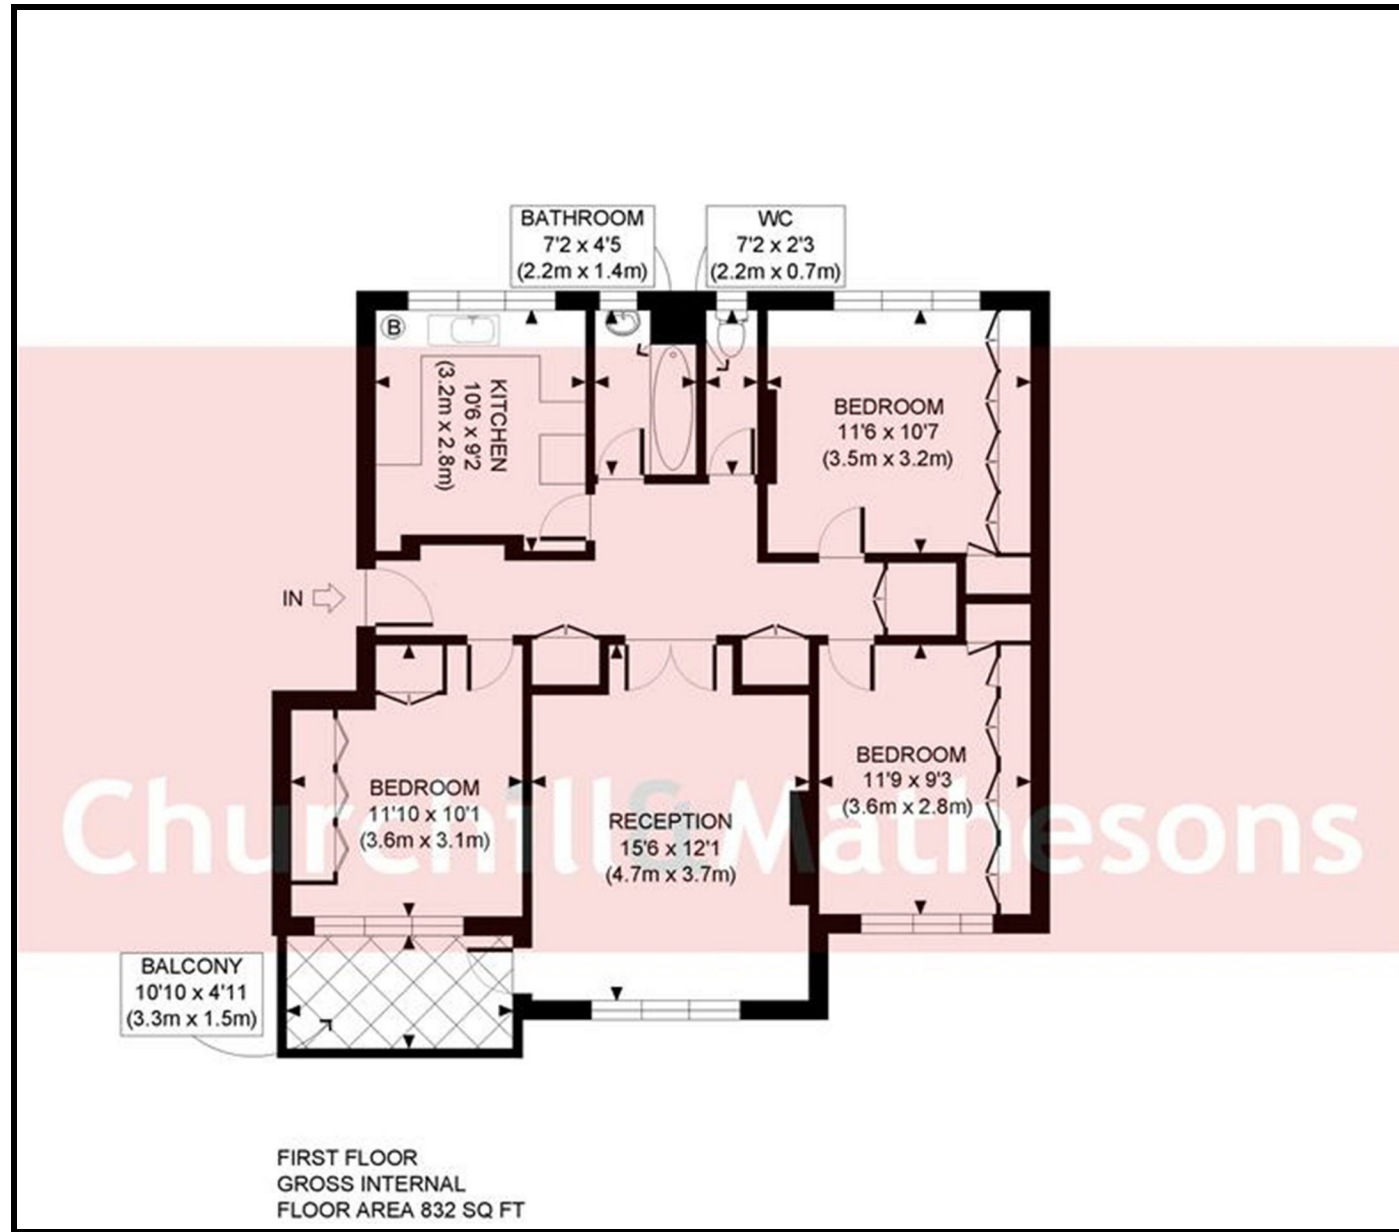 BATHROOM
7'2 x 4'5
(2.2m x 1.4m)
WC
7'2 x 2'3
(2.2m x 0.7m)
B
KITCHEN
10'6 x 9'2
(3.2m x 2.8m)
BEDROOM
11'6 x 10'7
(3.5m x 3.2m)
IN
BEDROOM
11'10 x 10'1
(3.6m x 3.1m)
RECEPTION
15'6 x 12'1
(4.7m x 3.7m)
BEDROOM
11'9 x 9'3
(3.6m x 2.8m)
Churchill & Mathesons
BALCONY
10'10 x 4'11
(3.3m x 1.5m)
FIRST FLOOR
GROSS INTERNAL
FLOOR AREA 832 SQ FT